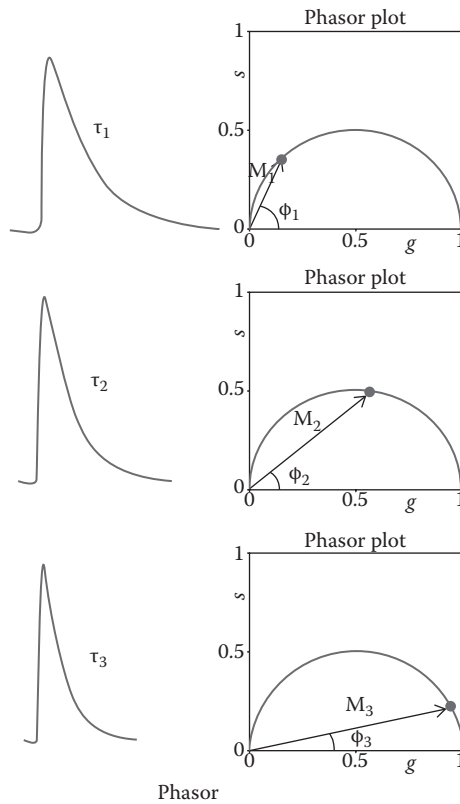 Phasor plot
1
s
0.5
0
τ1
M1
ϕ1
0 0.5 g 1
Phasor plot
1
s
0.5
0
τ2
M2
ϕ2
0 0.5 g 1
Phasor plot
1
s
0.5
0
τ3
M3
ϕ3
0 0.5 g 1
Phasor